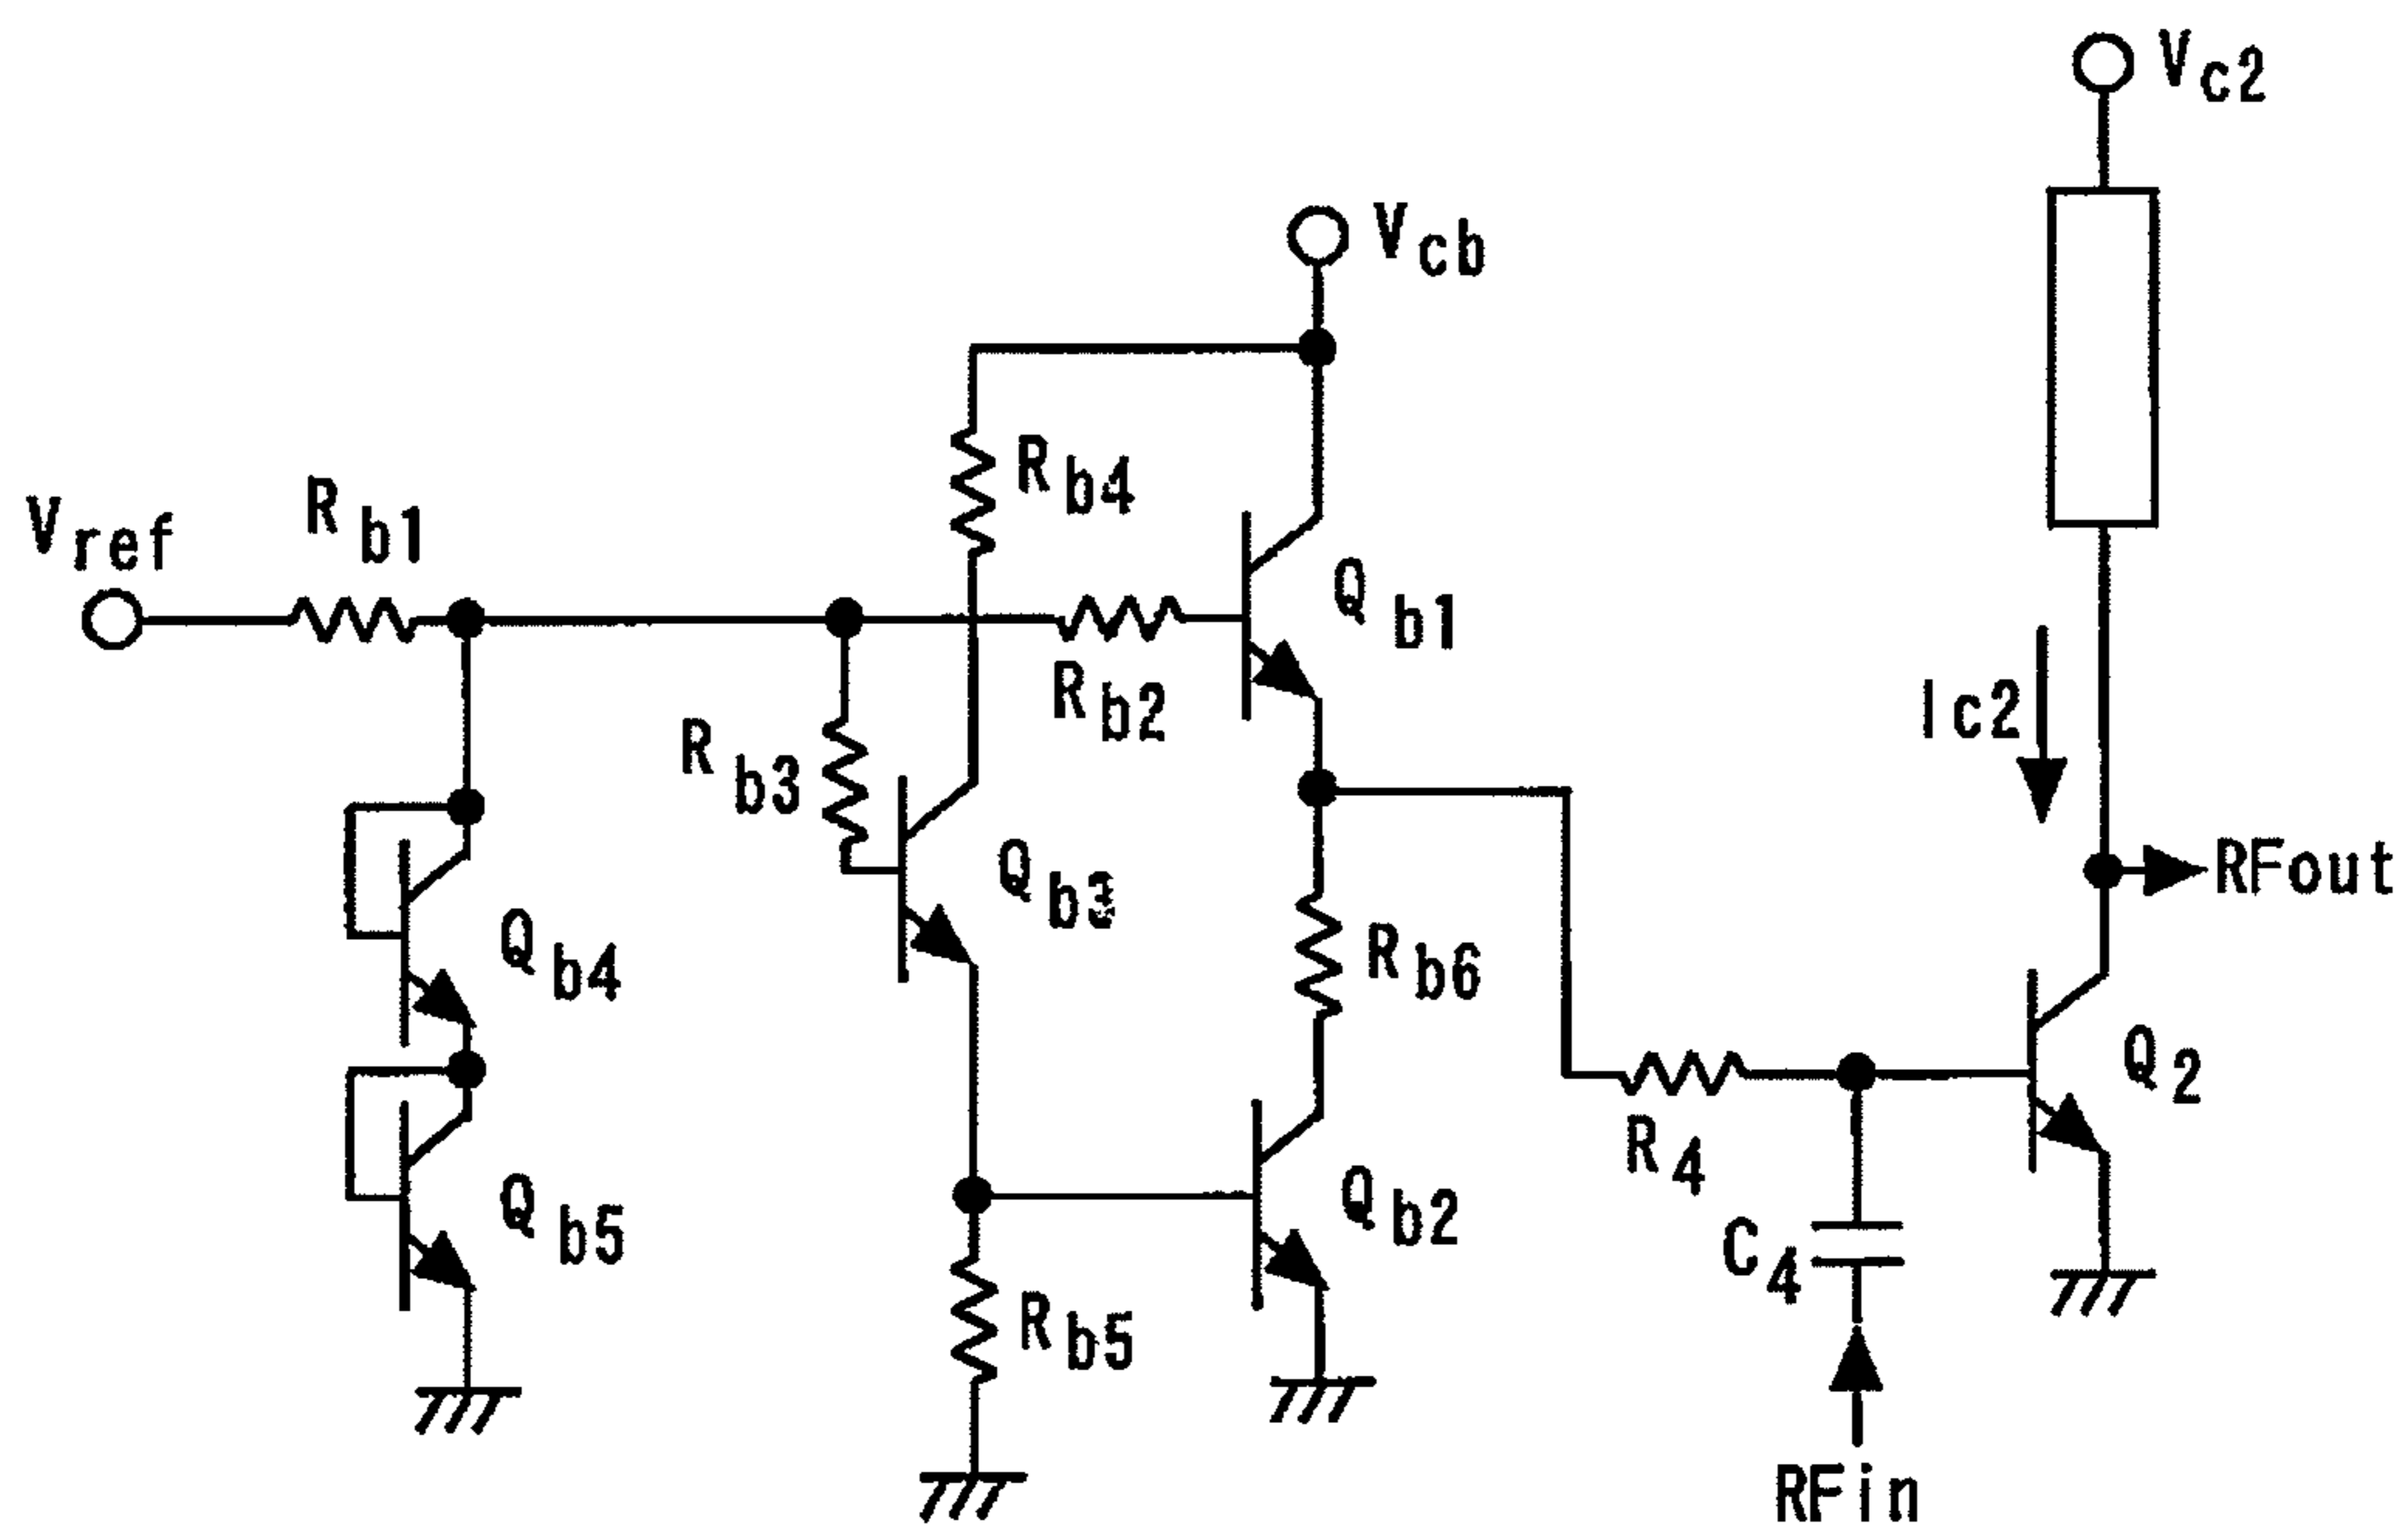 Vc2
Vcb
Rb4
Vref
Rb1
Qb1
Rb2
Ic2
Rb3
Qb3
RFout
Qb4
Rb6
Q2
R4
Qb5
Qb2
C4
Rb5
RFin